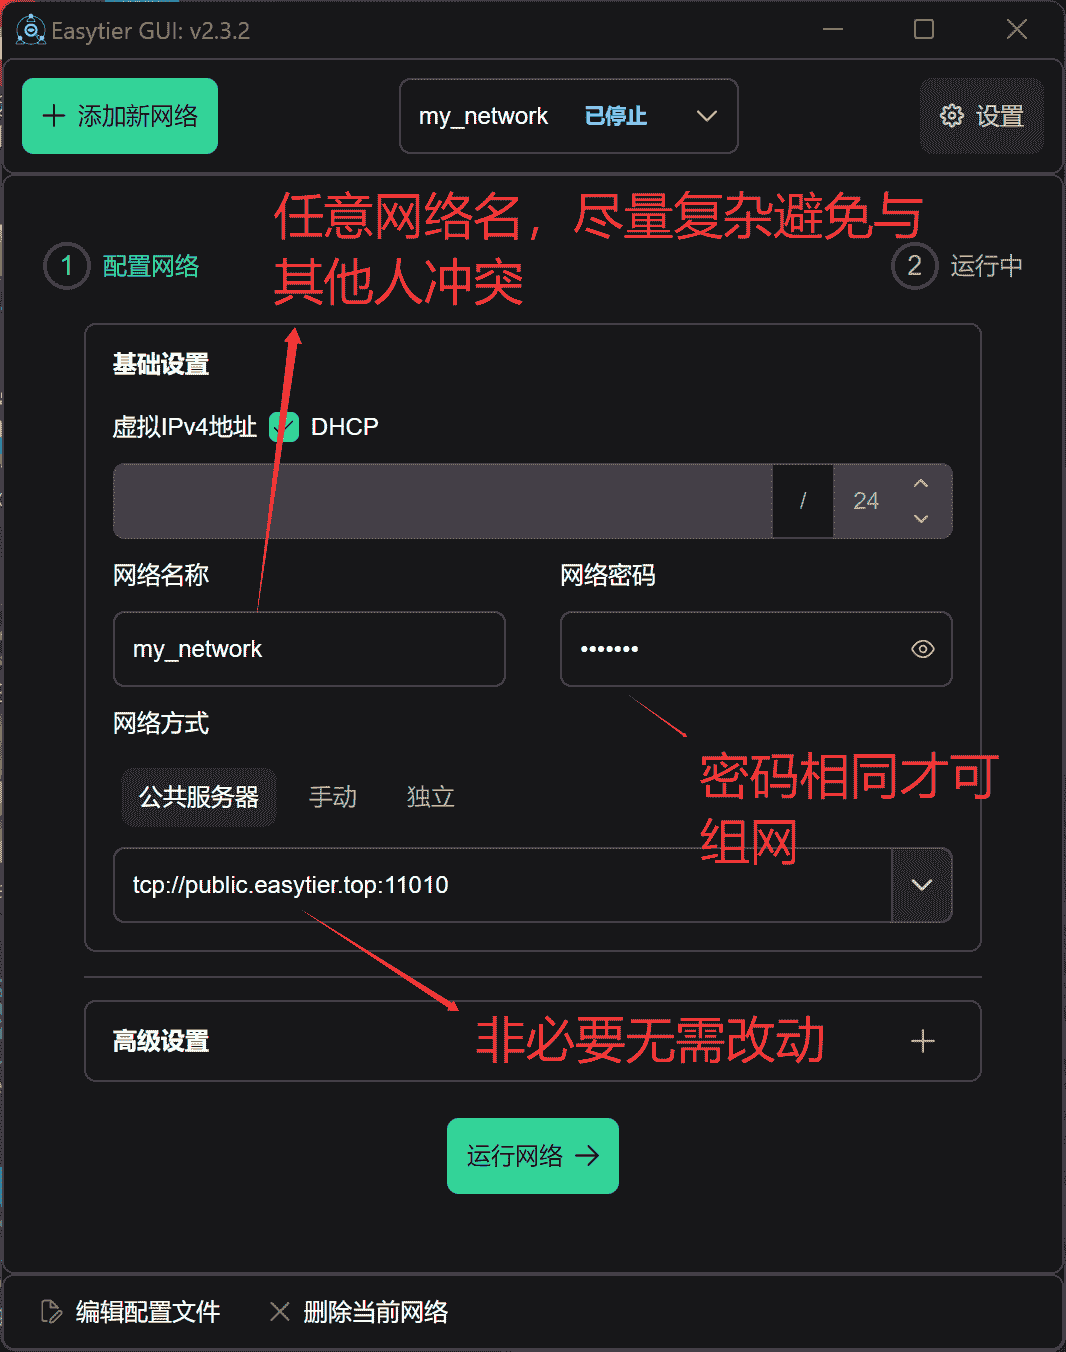 Easytier GUI: v2.3.2
添加新网络
my_network 已停止
设置
任意网络名，尽量复杂避免与
其他人冲突
1 配置网络
2 运行中
基础设置
虚拟IPv4地址 DHCP
/ 24
网络名称
网络密码
my_network
•••••••
网络方式
公共服务器 手动 独立
密码相同才可
组网
tcp://public.easytier.top:11010
高级设置
非必要无需改动
运行网络
编辑配置文件 删除当前网络